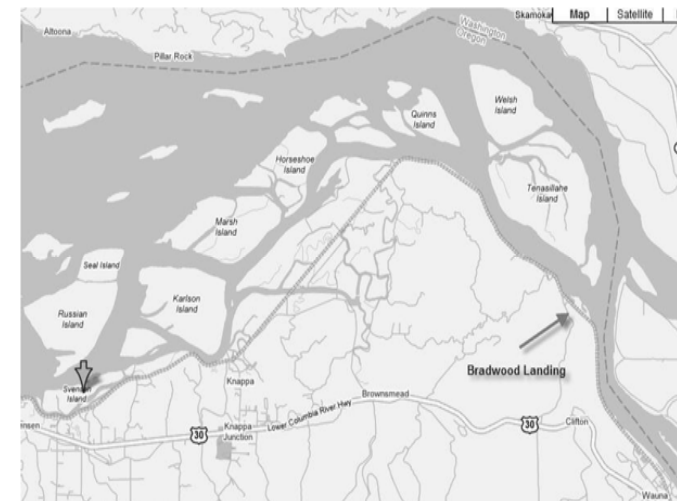 Skamoka
Map
Satellite
Altoona
Washington
Oregon
Pillar Rock
Welsh
Island
Quinns
Island
Horseshoe
Island
Tenasillahe
Island
Marsh
Island
Seal Island
Karlson
Island
Russian
Island
Bradwood Landing
Knappa
Svensen
Island
Brownsmead
Lower Columbia River Hwy
Knappa
Junction
30
30
Clifton
ensen
Wauna